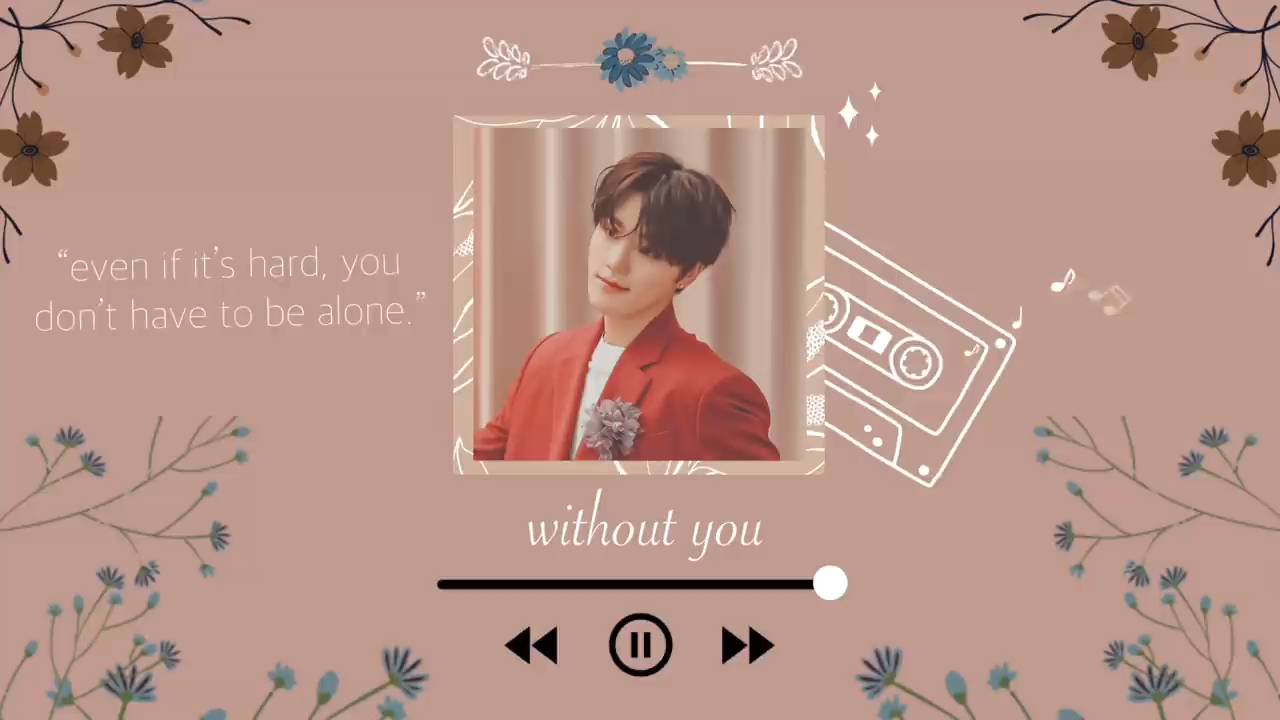 “even if it’s hard, you
don’t have to be alone.”
without you